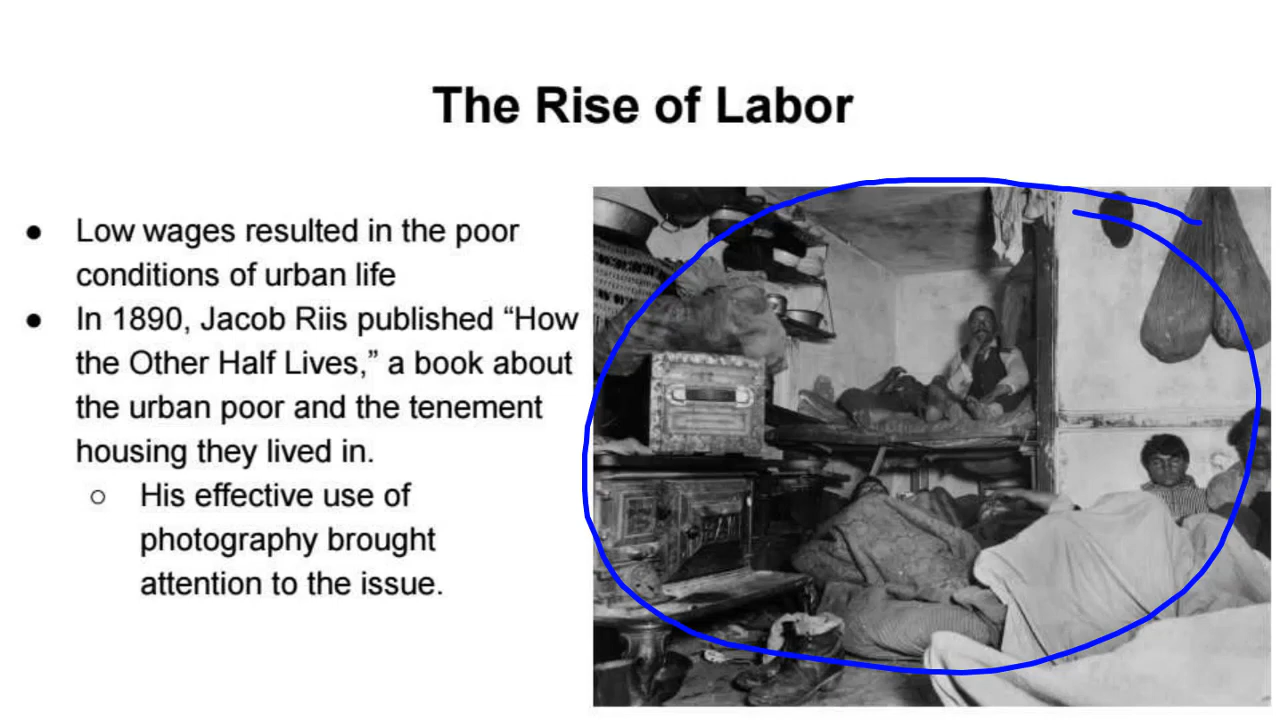 The Rise of Labor
● Low wages resulted in the poor
conditions of urban life
● In 1890, Jacob Riis published “How
the Other Half Lives,” a book about
the urban poor and the tenement
housing they lived in.
○ His effective use of
photography brought
attention to the issue.